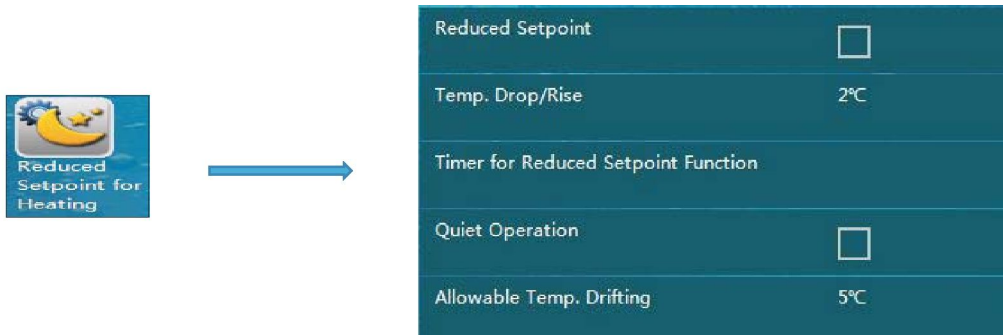 Reduced
Setpoint for
Heating
Reduced Setpoint
Temp. Drop/Rise 2℃
Timer for Reduced Setpoint Function
Quiet Operation
Allowable Temp. Drifting 5℃